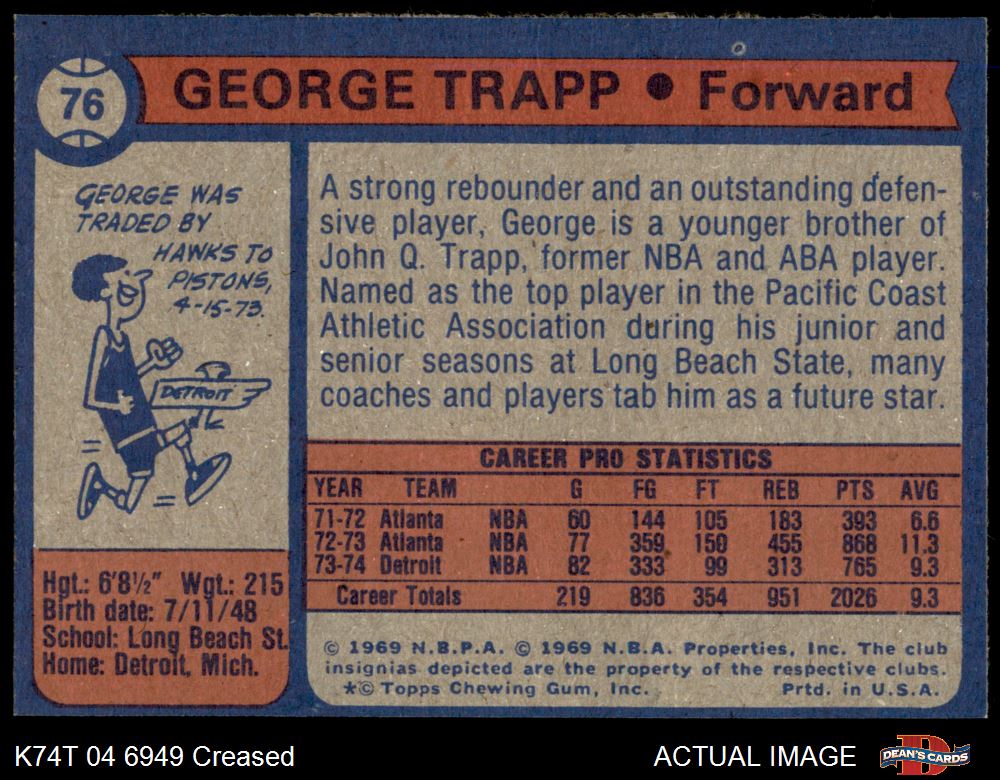 76
GEORGE TRAPP ● Forward
GEORGE WAS
TRADED BY
HAWKS TO
PISTONS,
4-15-73.
DETROIT
A strong rebounder and an outstanding defen-
sive player, George is a younger brother of
John Q. Trapp, former NBA and ABA player.
Named as the top player in the Pacific Coast
Athletic Association during his junior and
senior seasons at Long Beach State, many
coaches and players tab him as a future star.
CAREER PRO STATISTICS
YEAR TEAM G FG FT REB PTS AVG
71-72 Atlanta NBA 60 144 105 183 393 6.6
72-73 Atlanta NBA 77 359 150 455 868 11.3
73-74 Detroit NBA 82 333 99 313 765 9.3
Career Totals 219 836 354 951 2026 9.3
Hgt.: 6'8½" Wgt.: 215
Birth date: 7/11/48
School: Long Beach St.
Home: Detroit, Mich.
© 1969 N.B.P.A. © 1969 N.B.A. Properties, Inc. The club
insignias depicted are the property of the respective clubs.
*© Topps Chewing Gum, Inc. Prtd. in U.S.A.
K74T 04 6949 Creased
ACTUAL IMAGE
DEAN'S CARDS